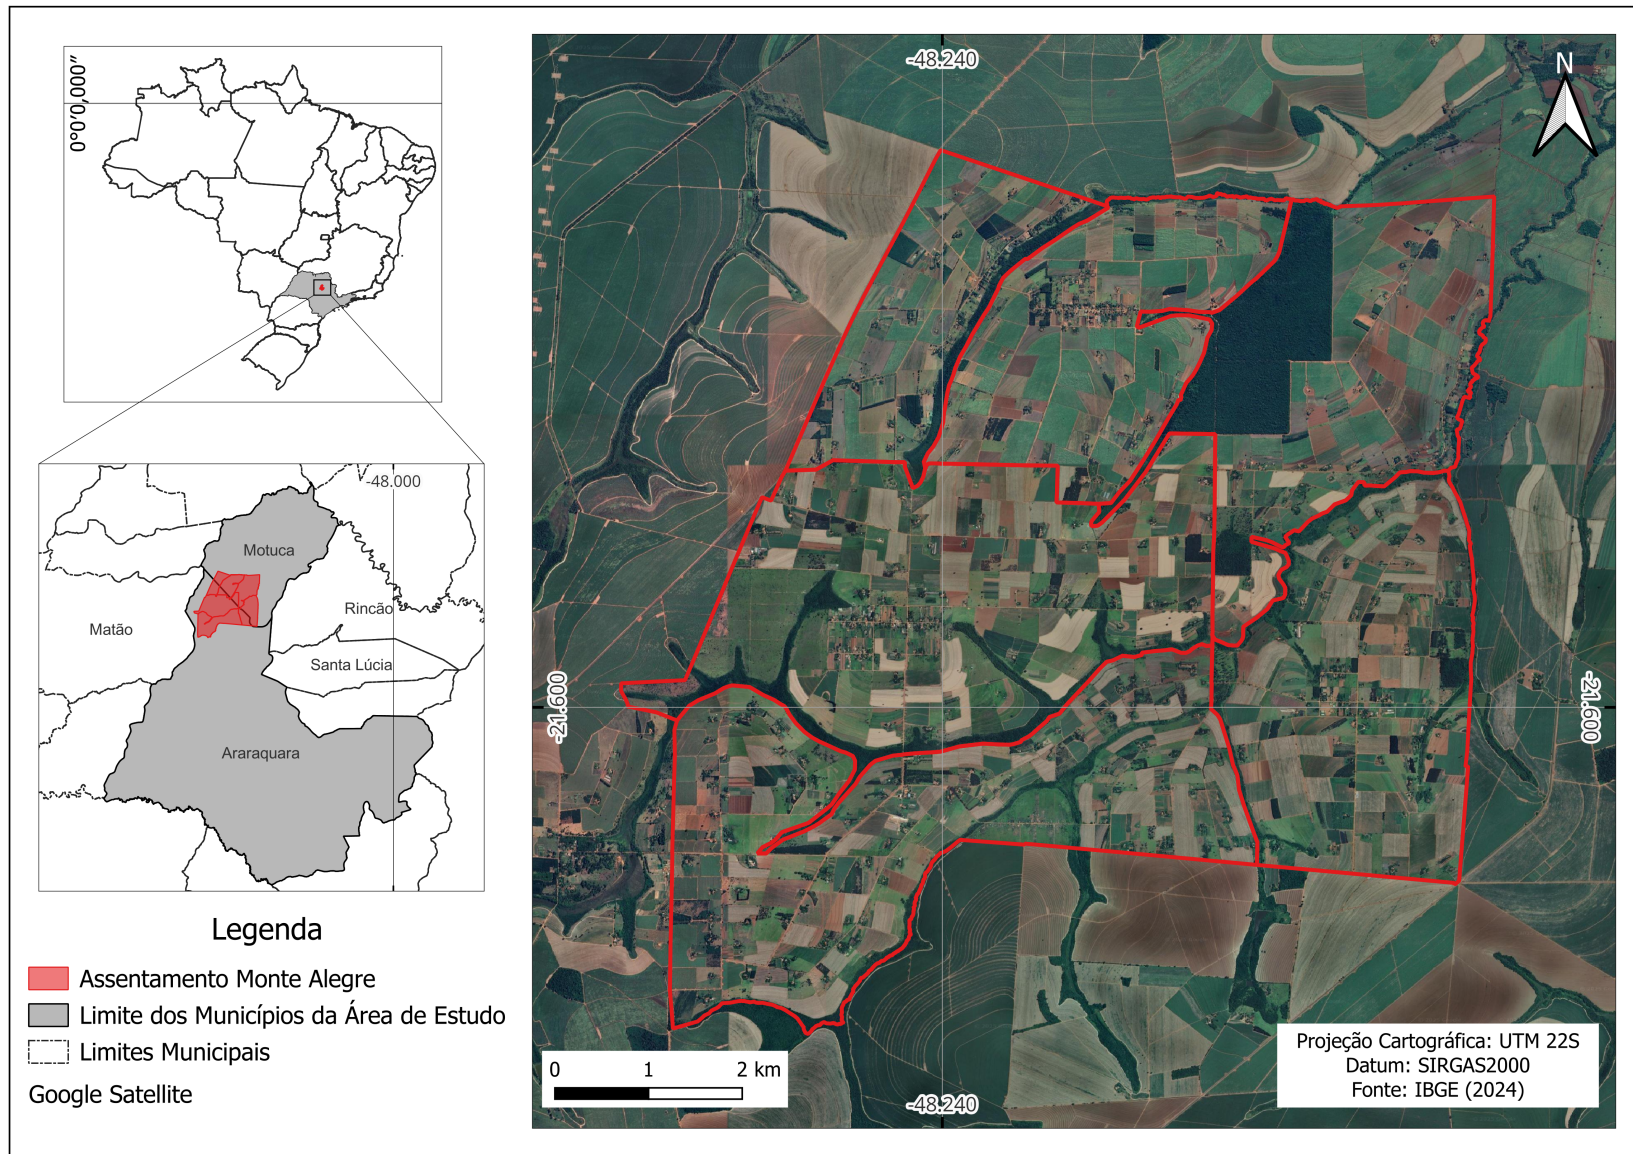 0°0'0,000"
-48.000
Motuca
Rincão
Matão
Santa Lúcia
Araraquara
Legenda
Assentamento Monte Alegre
Limite dos Municípios da Área de Estudo
Limites Municipais
Google Satellite
-48.240
N
-21.600
-21.600
0 1 2 km
-48.240
Projeção Cartográfica: UTM 22S
Datum: SIRGAS2000
Fonte: IBGE (2024)